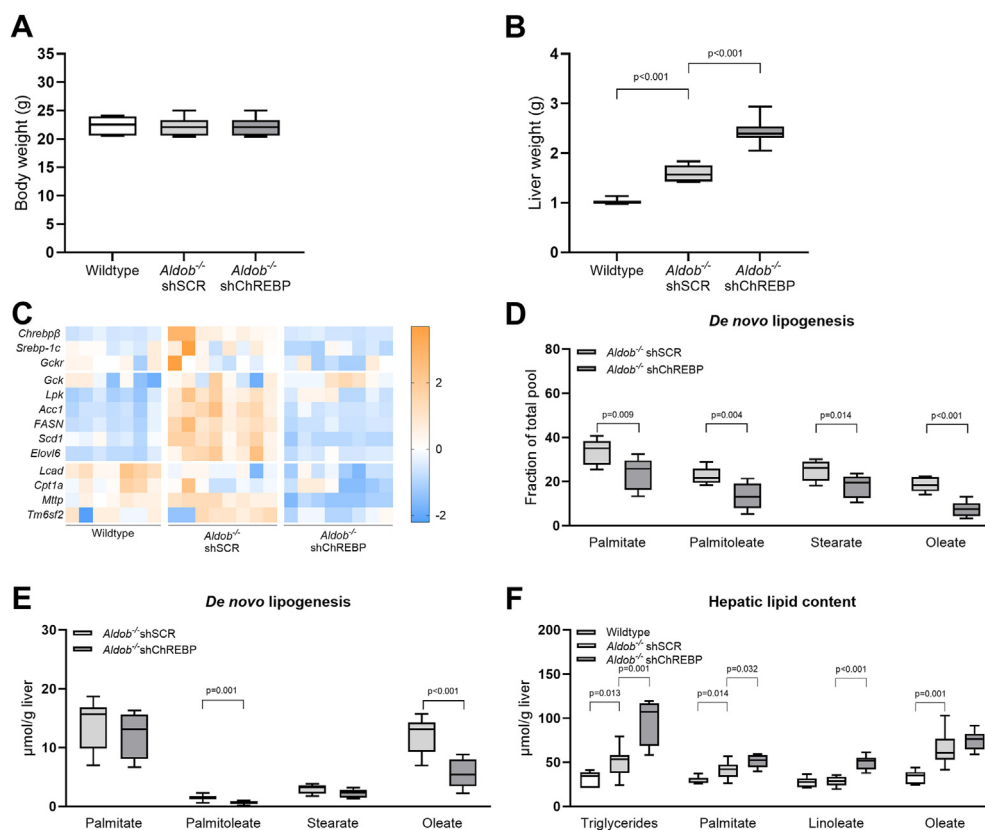 A
Body weight (g)
35
30
25
20
15
10
5
0
Wildtype
Aldob-/-
shSCR
Aldob-/-
shChREBP
B
Liver weight (g)
4
3
2
1
0
p<0.001
p<0.001
Wildtype
Aldob-/-
shSCR
Aldob-/-
shChREBP
C
Chrebpβ
Srebp-1c
Gckr
Gck
Lpk
Acc1
FASN
Scd1
Elovl6
Lcad
Cpt1a
Mttp
Tm6sf2
Wildtype
Aldob-/-
shSCR
Aldob-/-
shChREBP
2
0
-2
D
De novo lipogenesis
Fraction of total pool
80
60
40
20
0
Aldob-/- shSCR
Aldob-/- shChREBP
p=0.009
p=0.004
p=0.014
p<0.001
Palmitate
Palmitoleate
Stearate
Oleate
E
De novo lipogenesis
µmol/g liver
30
20
10
0
Aldob-/-shSCR
Aldob-/-shChREBP
p=0.001
p<0.001
Palmitate
Palmitoleate
Stearate
Oleate
F
Hepatic lipid content
µmol/g liver
200
150
100
50
0
Wildtype
Aldob-/- shSCR
Aldob-/- shChREBP
p=0.013
p=0.001
p=0.014
p=0.032
p<0.001
p=0.001
Triglycerides
Palmitate
Linoleate
Oleate